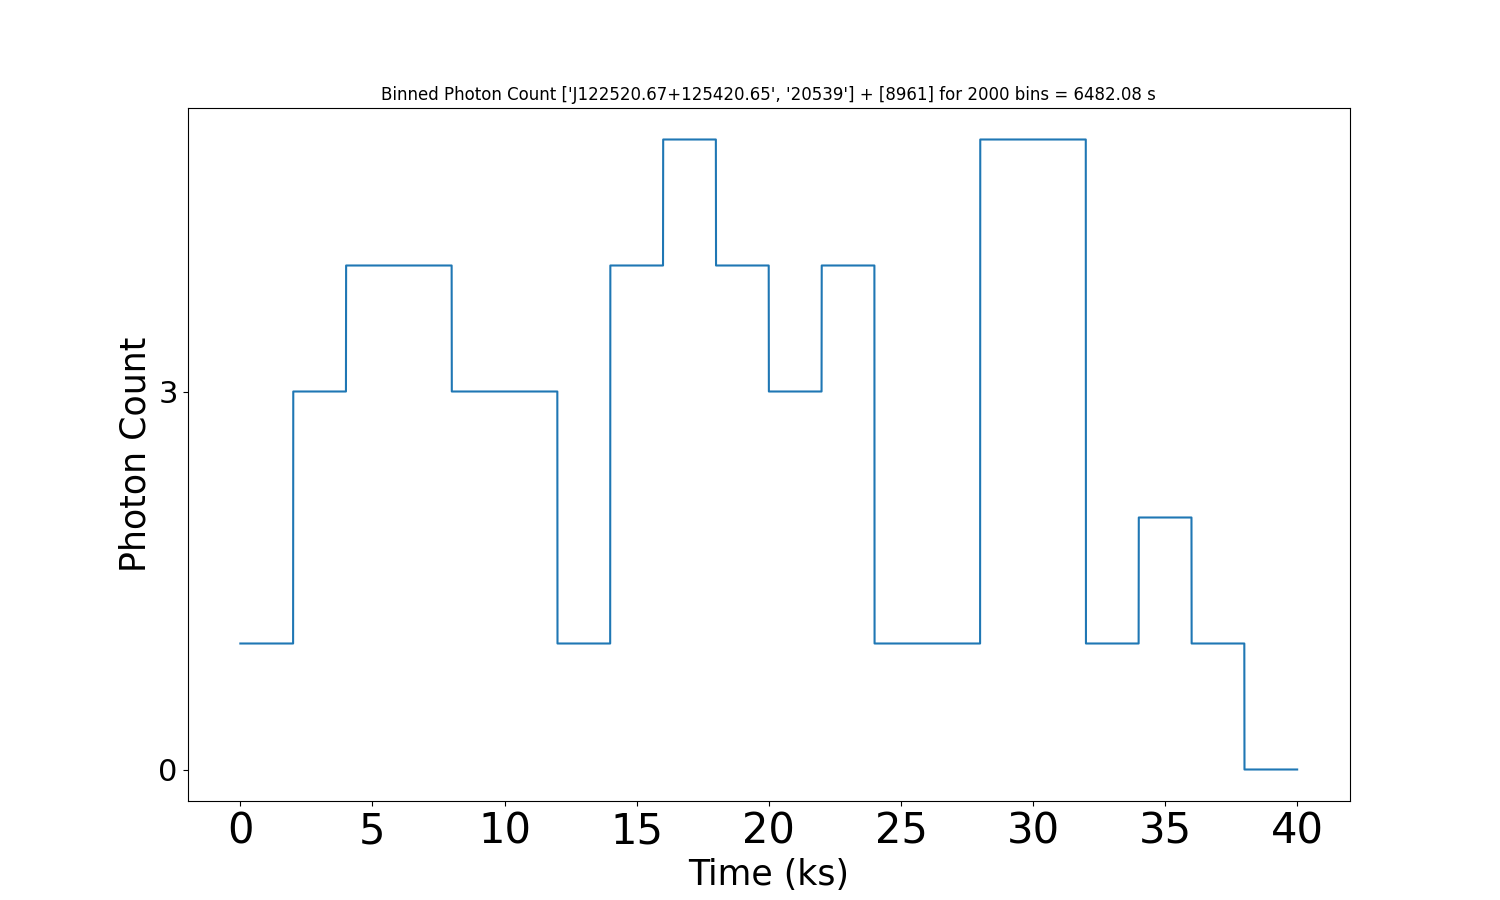 Binned Photon Count ['J122520.67+125420.65', '20539'] + [8961] for 2000 bins = 6482.08 s
Photon Count
3
0
0 5 10 15 20 25 30 35 40
Time (ks)